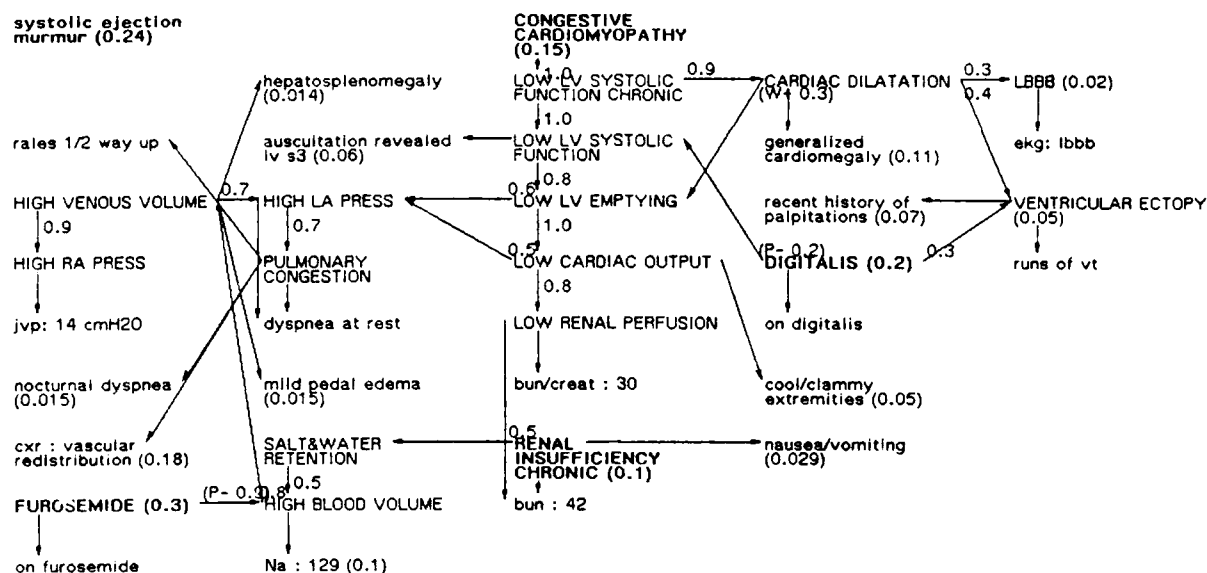 systolic ejection
murmur (0.24)
CONGESTIVE
CARDIOMYOPATHY
(0.15)
1.0
hepatosplenomegaly
(0.014)
LOW LV SYSTOLIC
FUNCTION CHRONIC
0.9
CARDIAC DILATATION
(W+ 0.3)
0.3
0.4
LBBB (0.02)
1.0
rales 1/2 way up
auscultation revealed
lv s3 (0.06)
LOW LV SYSTOLIC
FUNCTION
generalized
cardiomegaly (0.11)
ekg: lbbb
0.8
HIGH VENOUS VOLUME
0.7
HIGH LA PRESS
0.6
LOW LV EMPTYING
recent history of
palpitations (0.07)
VENTRICULAR ECTOPY
(0.05)
0.9
0.7
1.0
HIGH RA PRESS
PULMONARY
CONGESTION
0.5
LOW CARDIAC OUTPUT
(P- 0.2)
DIGITALIS (0.2)
0.3
runs of vt
0.8
jvp: 14 cmH2O
dyspnea at rest
LOW RENAL PERFUSION
on digitalis
nocturnal dyspnea
(0.015)
mild pedal edema
(0.015)
bun/creat : 30
cool/clammy
extremities (0.05)
cxr : vascular
redistribution (0.18)
SALT&WATER
RETENTION
0.5
RENAL
INSUFFICIENCY
CHRONIC (0.1)
nausea/vomiting
(0.029)
0.5
FUROSEMIDE (0.3)
(P- 0.9)
0.8
HIGH BLOOD VOLUME
bun : 42
on furosemide
Na : 129 (0.1)